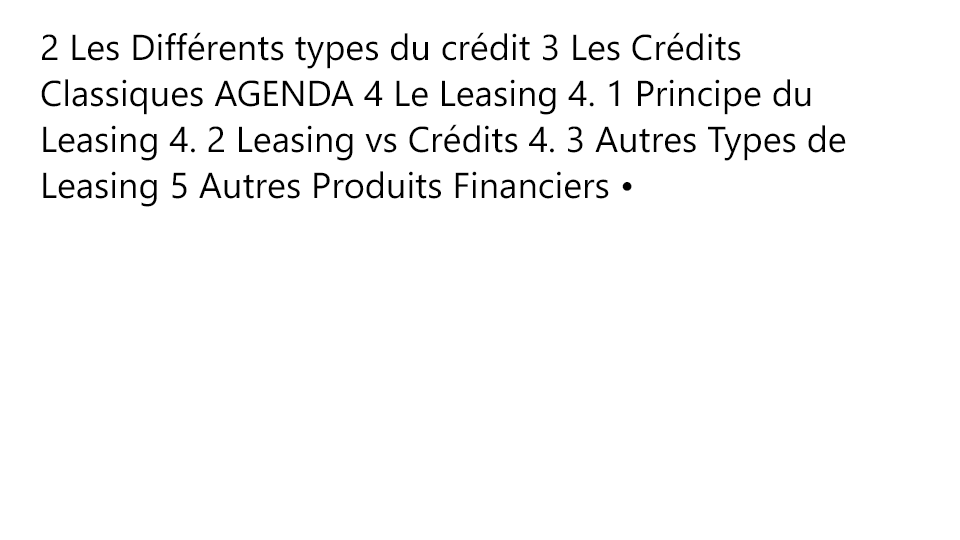 2 Les Différents types du crédit 3 Les Crédits
Classiques AGENDA 4 Le Leasing 4. 1 Principe du
Leasing 4. 2 Leasing vs Crédits 4. 3 Autres Types de
Leasing 5 Autres Produits Financiers •